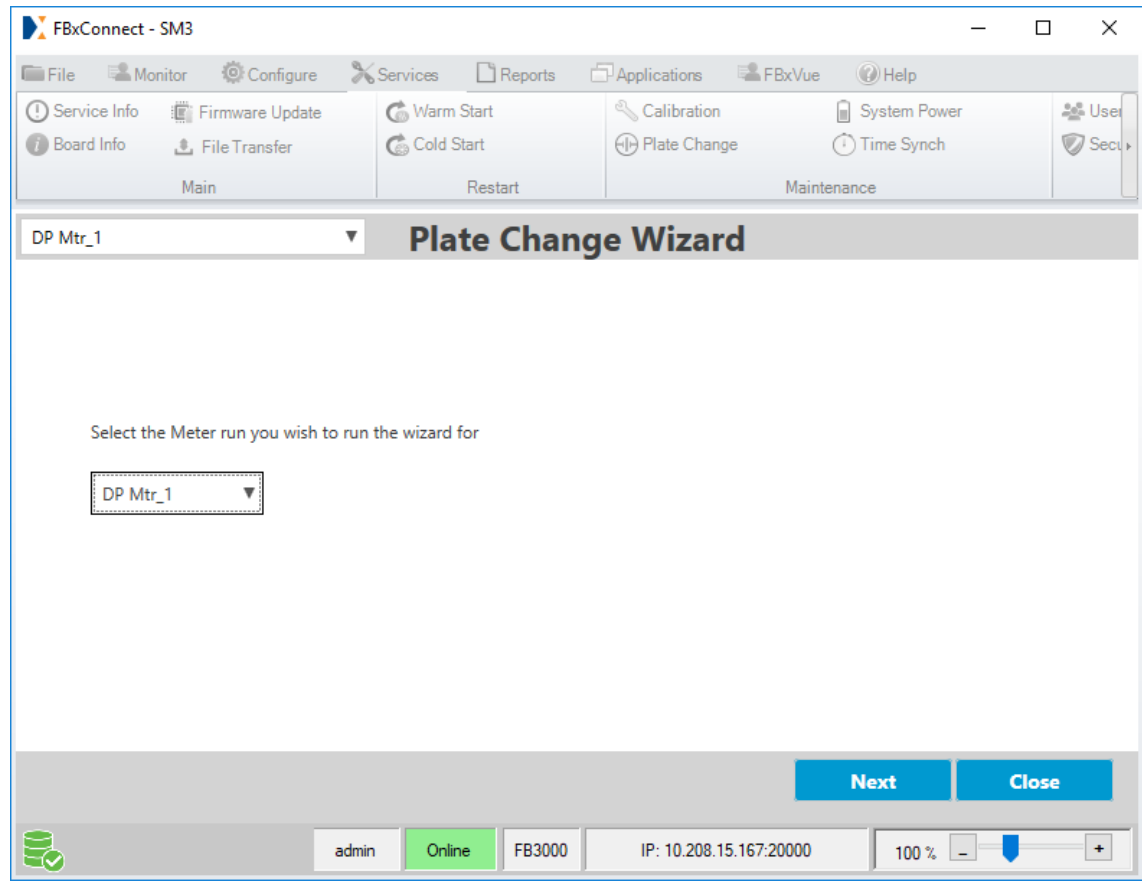 FBxConnect - SM3
File Monitor Configure Services Reports Applications FBxVue Help
Service Info Firmware Update Warm Start Calibration System Power User
Board Info File Transfer Cold Start Plate Change Time Synch Secu
Main Restart Maintenance
DP Mtr_1 Plate Change Wizard
Select the Meter run you wish to run the wizard for
DP Mtr_1
Next Close
admin Online FB3000 IP: 10.208.15.167:20000 100 % - +